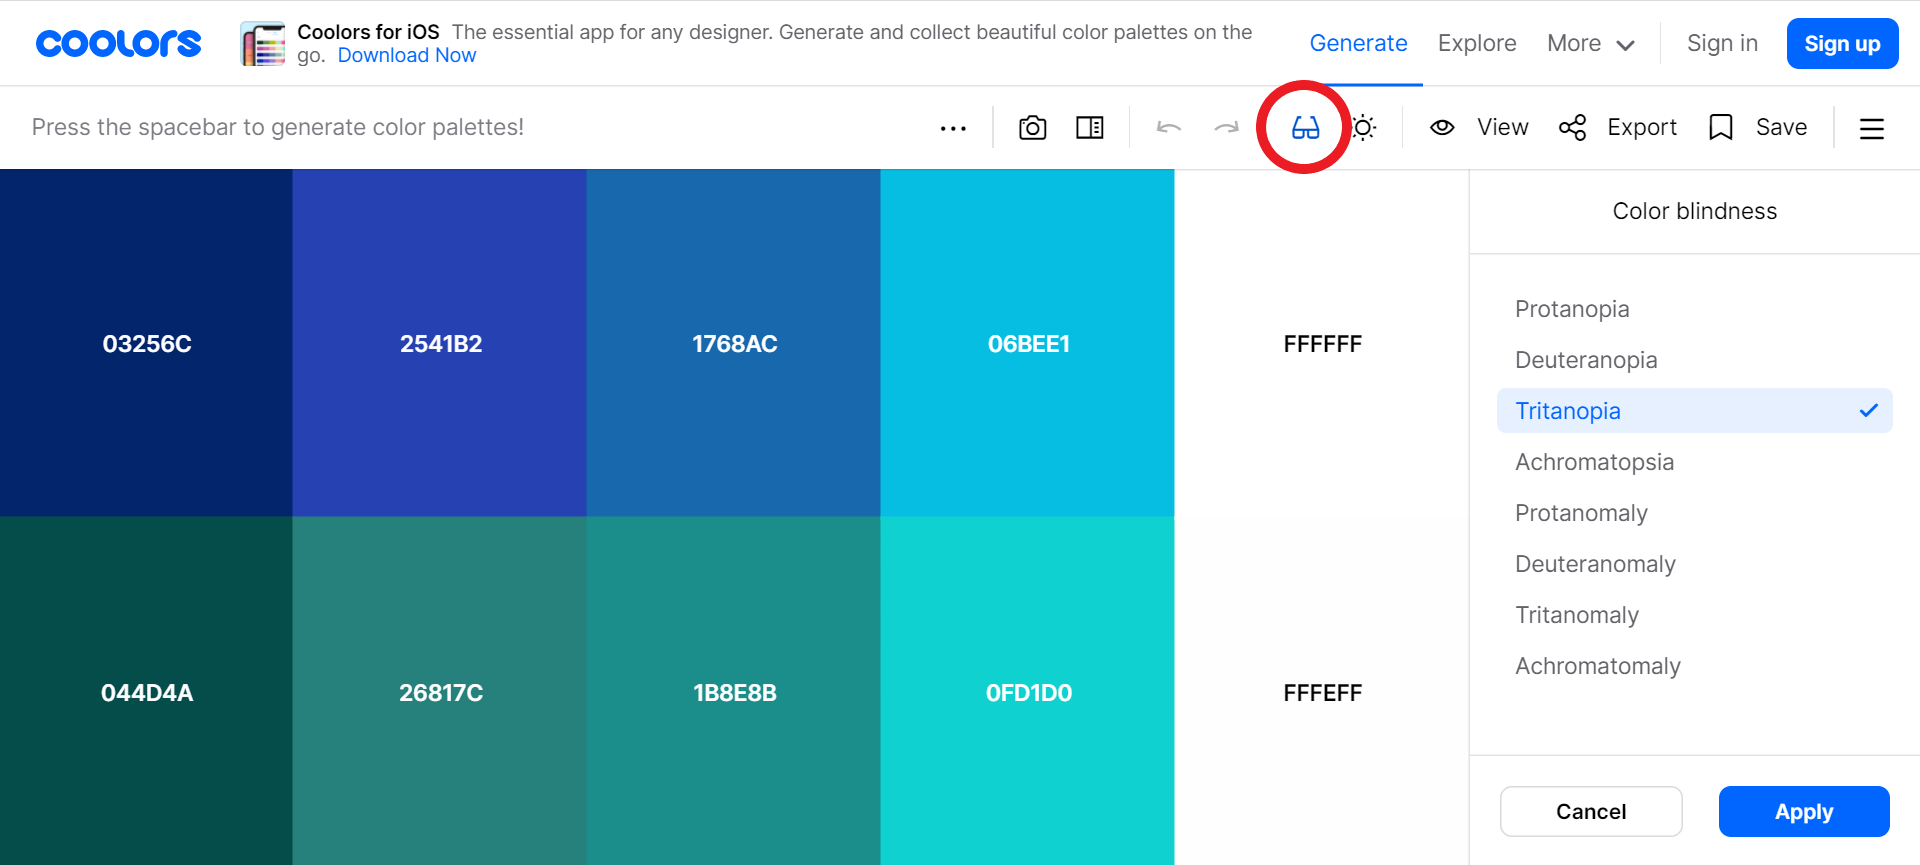 coolors
Coolors for iOS The essential app for any designer. Generate and collect beautiful color palettes on the
go. Download Now
Generate Explore More Sign in Sign up
Press the spacebar to generate color palettes!
View Export Save
Color blindness
03256C 2541B2 1768AC 06BEE1 FFFFFF
044D4A 26817C 1B8E8B 0FD1D0 FFFEFF
Protanopia
Deuteranopia
Tritanopia
Achromatopsia
Protanomaly
Deuteranomaly
Tritanomaly
Achromatomaly
Cancel Apply